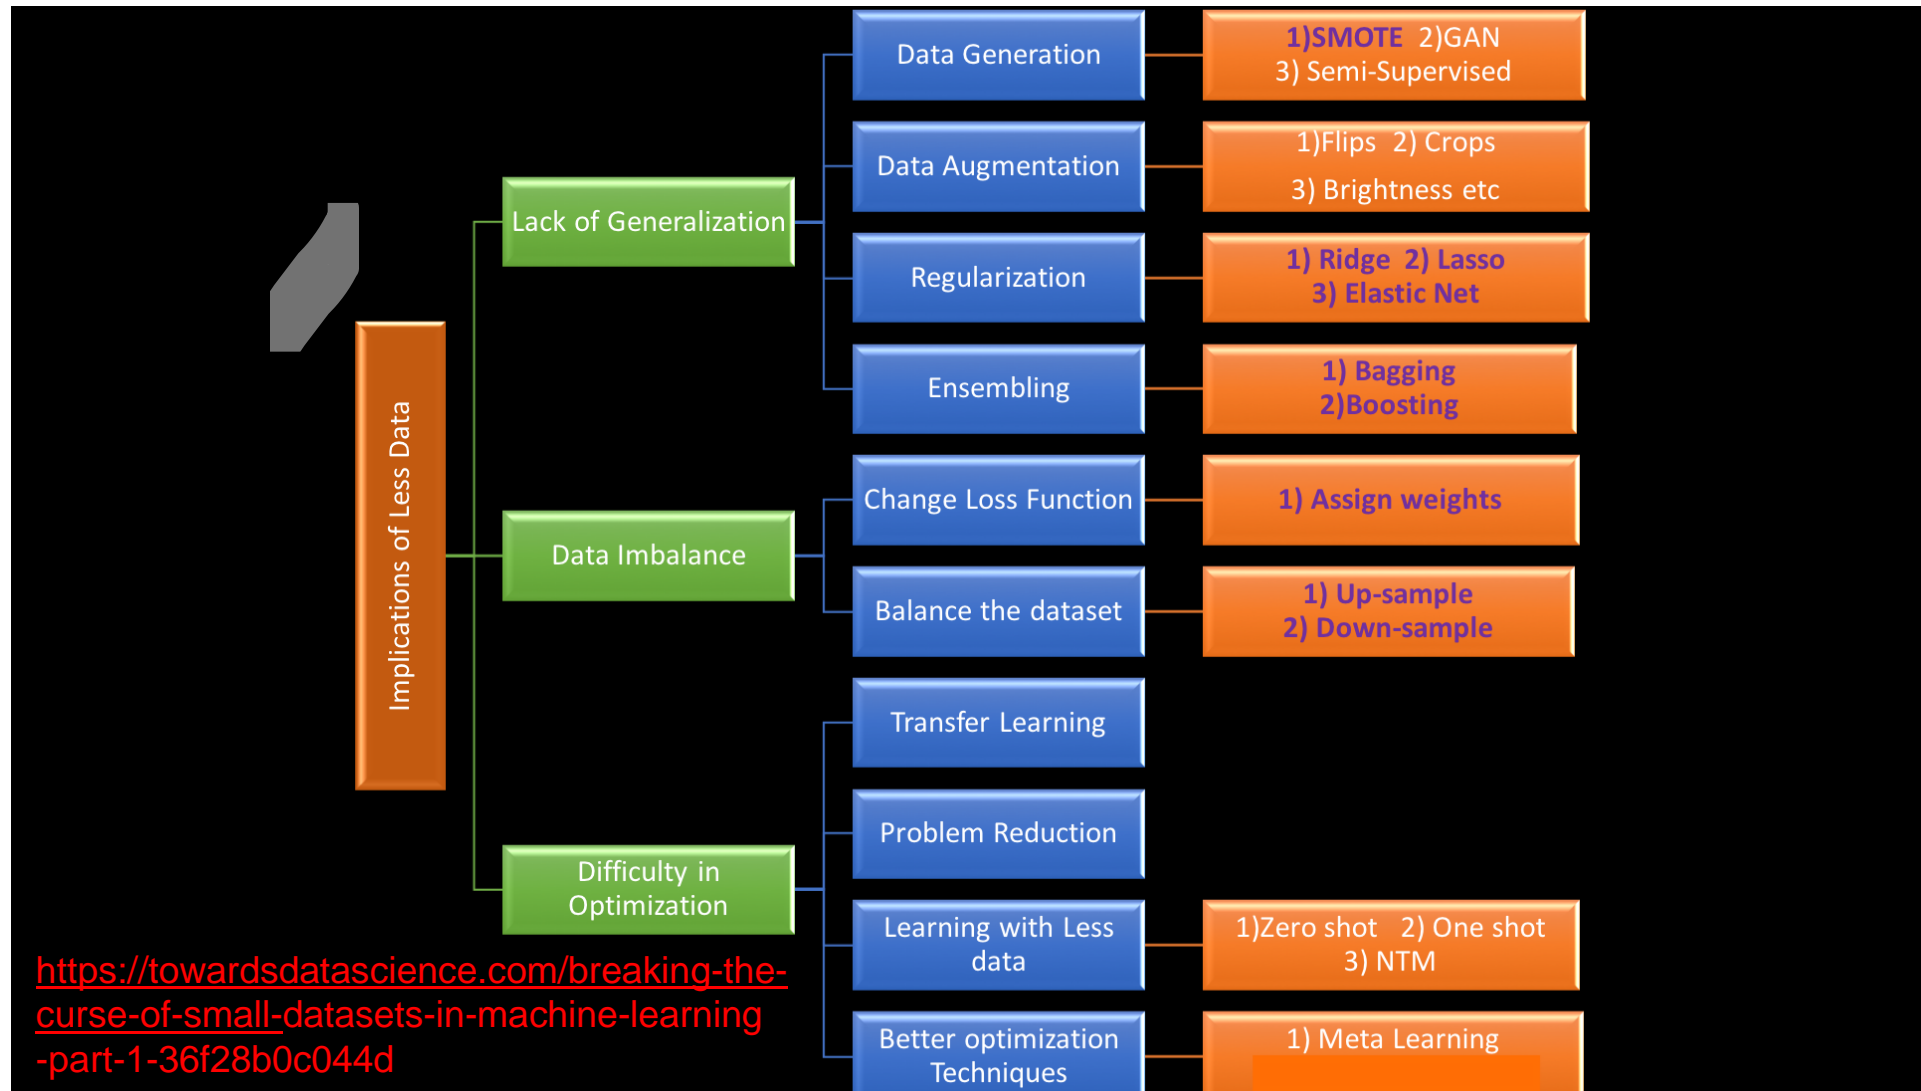 Implications of Less Data
Lack of Generalization
Data Generation
1)SMOTE 2)GAN
3) Semi-Supervised
Data Augmentation
1)Flips 2) Crops
3) Brightness etc
Regularization
1) Ridge 2) Lasso
3) Elastic Net
Ensembling
1) Bagging
2)Boosting
Data Imbalance
Change Loss Function
1) Assign weights
Balance the dataset
1) Up-sample
2) Down-sample
Difficulty in
Optimization
Transfer Learning
Problem Reduction
Learning with Less
data
1)Zero shot 2) One shot
3) NTM
Better optimization
Techniques
1) Meta Learning
https://towardsdatascience.com/breaking-the-
curse-of-small-datasets-in-machine-learning
-part-1-36f28b0c044d